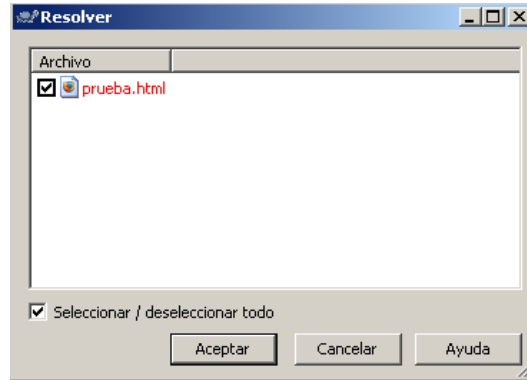 Resolver
Archivo
prueba.html
Seleccionar / deseleccionar todo
Aceptar Cancelar Ayuda